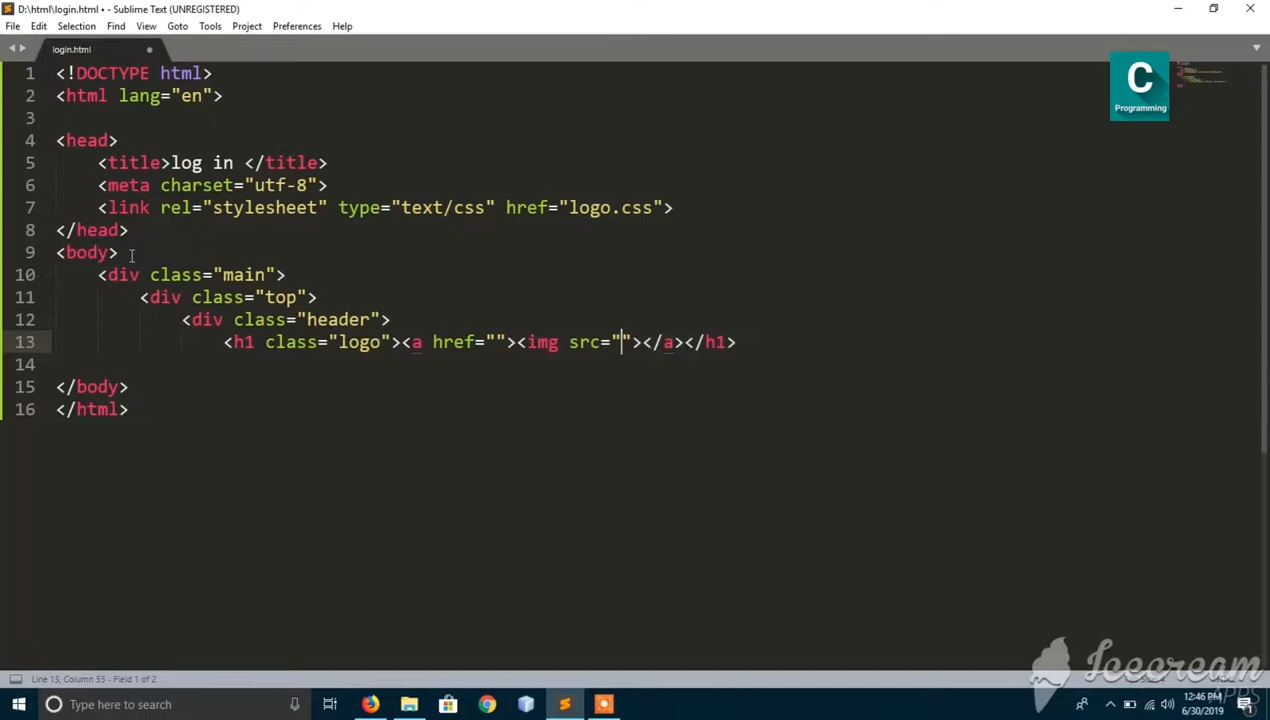 D:\html\login.html • - Sublime Text (UNREGISTERED)
File Edit Selection Find View Goto Tools Project Preferences Help
login.html
C
Programming
1 <!DOCTYPE html>
2 <html lang="en">
3
4 <head>
5 <title>log in </title>
6 <meta charset="utf-8">
7 <link rel="stylesheet" type="text/css" href="logo.css">
8 </head>
9 <body>
10 <div class="main">
11 <div class="top">
12 <div class="header">
13 <h1 class="logo"><a href=""><img src=""></a></h1>
14
15 </body>
16 </html>
Line 13, Column 55 - Field 1 of 2
Icecream
APPS
Type here to search
12:46 PM
6/30/2019